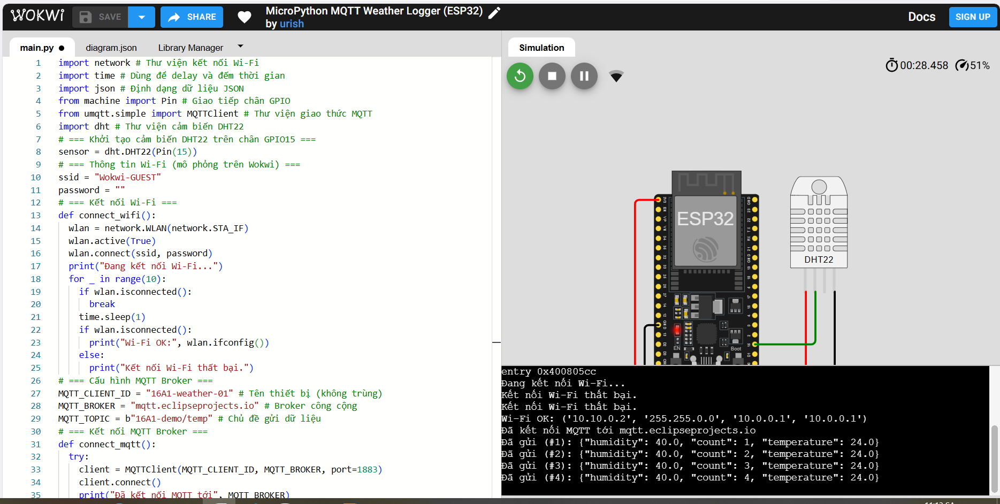 WOKWI
SAVE
SHARE
MicroPython MQTT Weather Logger (ESP32)
by urish
Docs
SIGN UP
main.py
diagram.json
Library Manager
1 import network # Thư viện kết nối Wi-Fi
2 import time # Dùng để delay và đếm thời gian
3 import json # Định dạng dữ liệu JSON
4 from machine import Pin # Giao tiếp chân GPIO
5 from umqtt.simple import MQTTClient # Thư viện giao thức MQTT
6 import dht # Thư viện cảm biến DHT22
7 # === Khởi tạo cảm biến DHT22 trên chân GPIO15 ===
8 sensor = dht.DHT22(Pin(15))
9 # === Thông tin Wi-Fi (mô phỏng trên Wokwi) ===
10 ssid = "Wokwi-GUEST"
11 password = ""
12 # === Kết nối Wi-Fi ===
13 def connect_wifi():
14 wlan = network.WLAN(network.STA_IF)
15 wlan.active(True)
16 wlan.connect(ssid, password)
17 print("Đang kết nối Wi-Fi...")
18 for _ in range(10):
19 if wlan.isconnected():
20 break
21 time.sleep(1)
22 if wlan.isconnected():
23 print("Wi-Fi OK:", wlan.ifconfig())
24 else:
25 print("Kết nối Wi-Fi thất bại.")
26 # === Cấu hình MQTT Broker ===
27 MQTT_CLIENT_ID = "16A1-weather-01" # Tên thiết bị (không trùng)
28 MQTT_BROKER = "mqtt.eclipseprojects.io" # Broker công cộng
29 MQTT_TOPIC = b"16A1-demo/temp" # Chủ đề gửi dữ liệu
30 # === Kết nối MQTT Broker ===
31 def connect_mqtt():
32 try:
33 client = MQTTClient(MQTT_CLIENT_ID, MQTT_BROKER, port=1883)
34 client.connect()
35 print("Đã kết nối MQTT tới", MQTT_BROKER)
Simulation
00:28.458
51%
ESP32
DHT22
EN
Boot
entry 0x400805cc
Đang kết nối Wi-Fi...
Kết nối Wi-Fi thất bại.
Kết nối Wi-Fi thất bại.
Wi-Fi OK: ('10.10.0.2', '255.255.0.0', '10.0.0.1', '10.0.0.1')
Đã kết nối MQTT tới mqtt.eclipseprojects.io
Đã gửi (#1): {"humidity": 40.0, "count": 1, "temperature": 24.0}
Đã gửi (#2): {"humidity": 40.0, "count": 2, "temperature": 24.0}
Đã gửi (#3): {"humidity": 40.0, "count": 3, "temperature": 24.0}
Đã gửi (#4): {"humidity": 40.0, "count": 4, "temperature": 24.0}